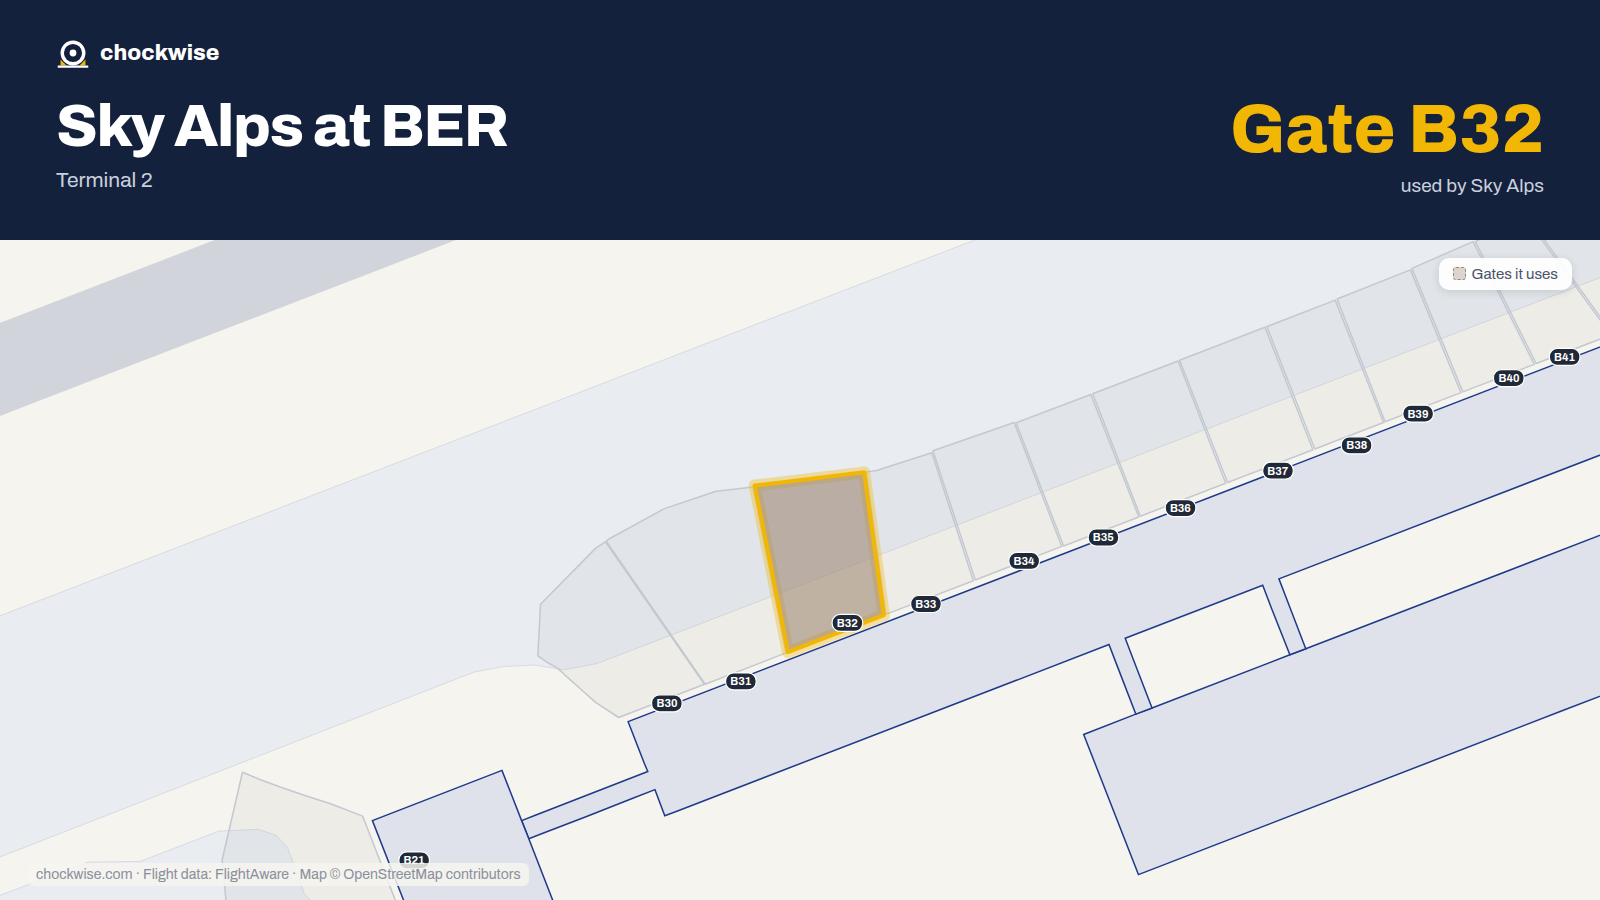 chockwise
Sky Alps at BER
Terminal 2
Gate B32
used by Sky Alps
Gates it uses
B41
B40
B39
B38
B37
B36
B35
B34
B33
B32
B31
B30
B21
chockwise.com · Flight data: FlightAware · Map © OpenStreetMap contributors